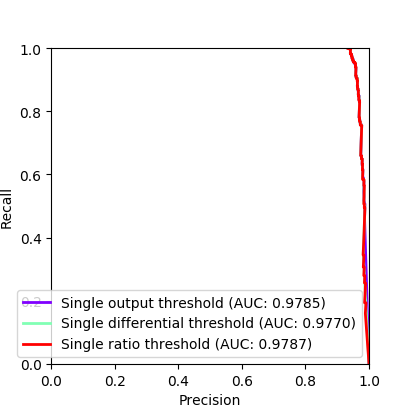 1.0
0.8
0.6
0.4
0.2
0.0
Recall
Single output threshold (AUC: 0.9785)
Single differential threshold (AUC: 0.9770)
Single ratio threshold (AUC: 0.9787)
0.0 0.2 0.4 0.6 0.8 1.0
Precision